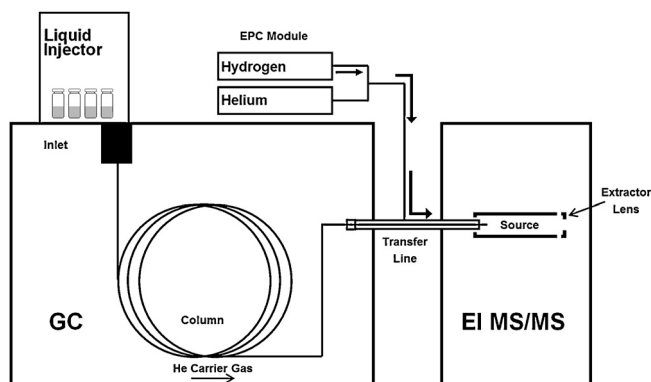 Liquid
Injector
EPC Module
Hydrogen
Helium
Inlet
Extractor
Lens
Source
Transfer
Line
Column
GC
EI MS/MS
He Carrier Gas